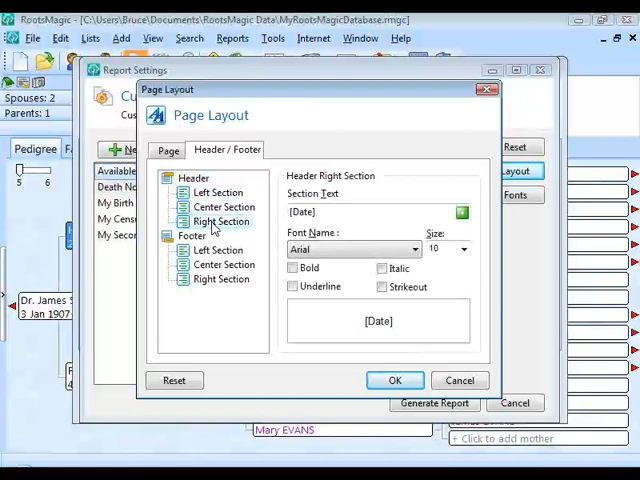 RootsMagic - [C:\Users\Bruce\Documents\RootsMagic Data\MyRootsMagicDatabase.rmgc]
File Edit Lists Add View Search Reports Tools Internet Window Help
Report Settings
Page Layout
Page Layout
Spouses: 2
Parents: 1
Pedigree
Page
Header / Footer
Reset
Available
Layout
Fonts
Death No
My Birth
My Cens
My Secon
Header
Left Section
Center Section
Right Section
Footer
Left Section
Center Section
Right Section
Header Right Section
Section Text
[Date]
Font Name:
Size:
Arial
10
Bold
Italic
Underline
Strikeout
[Date]
Dr. James S
3 Jan 1907
Reset
OK
Cancel
Generate Report
Cancel
Mary EVANS
+ Click to add mother